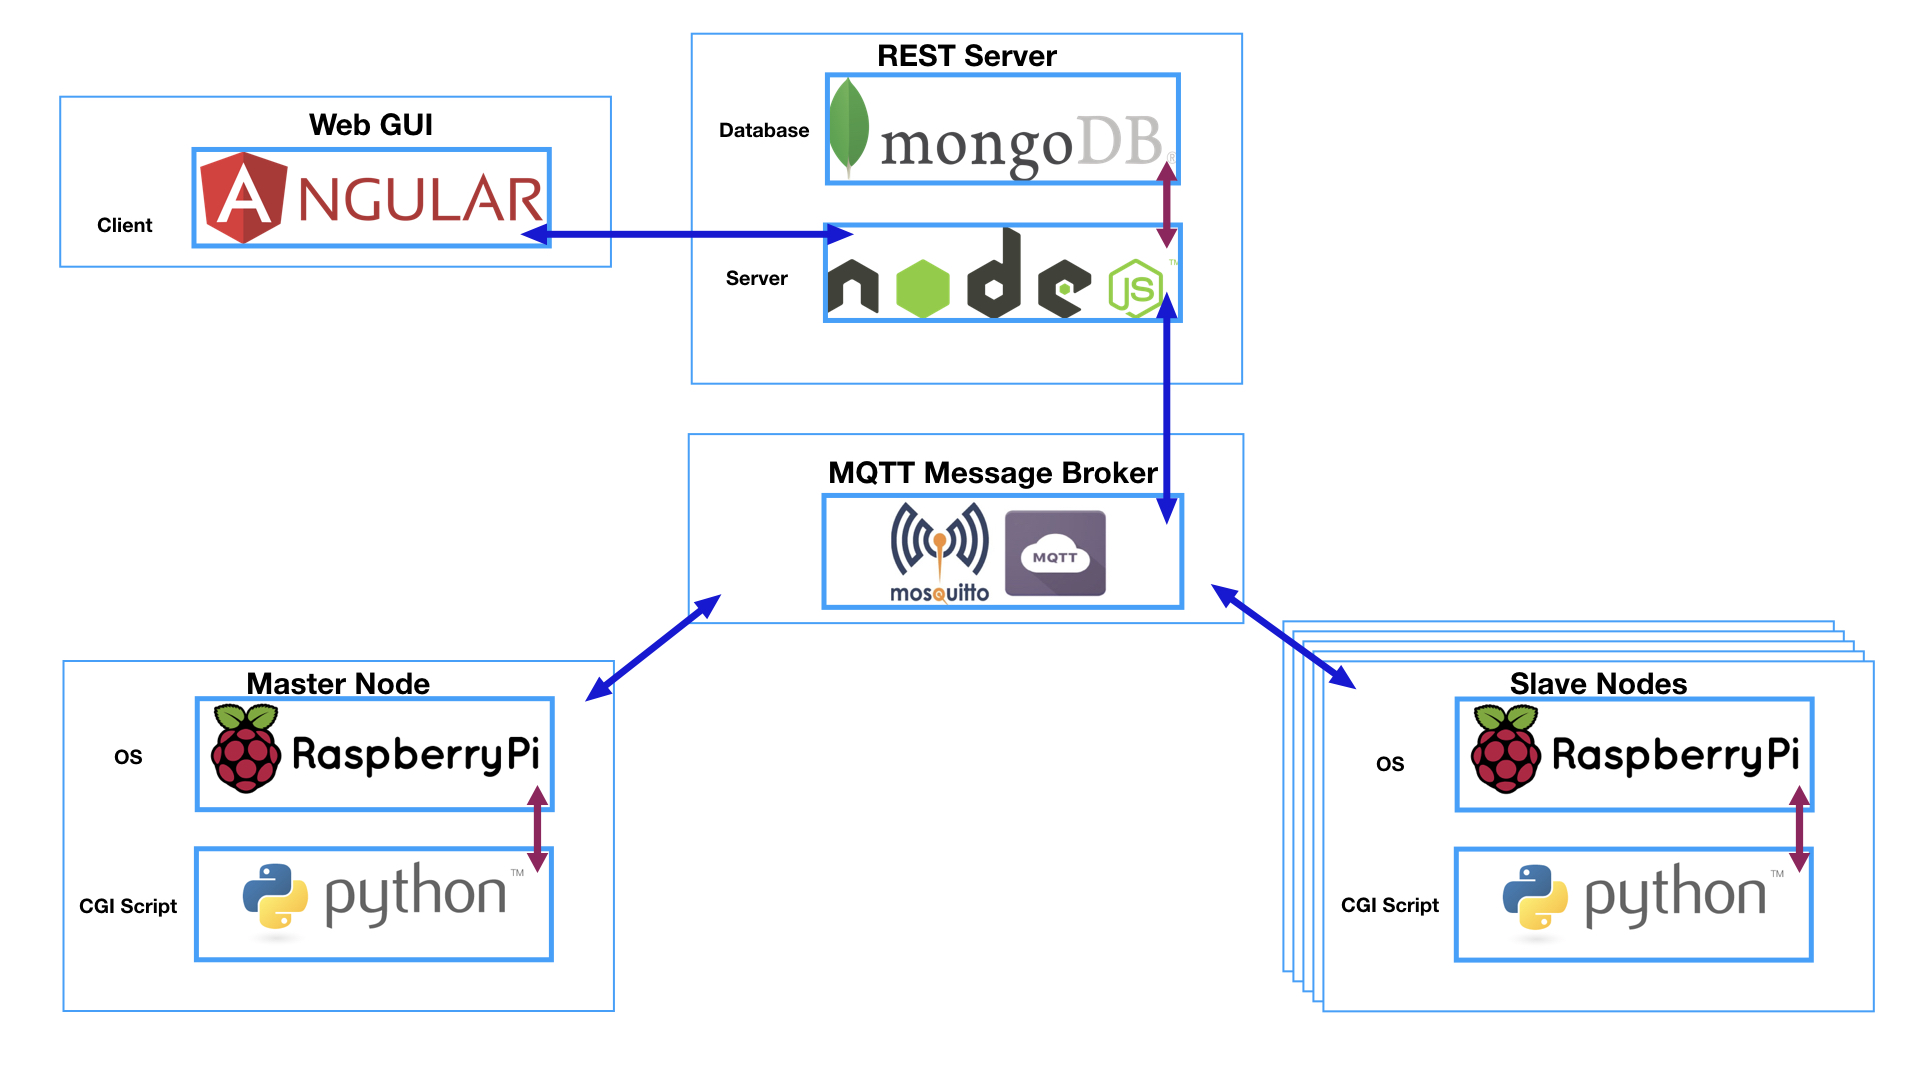 REST Server
Database
mongoDB®
Web GUI
ANGULAR
Client
Server
node JS™
MQTT Message Broker
mosquitto
MQTT
Master Node
OS
RaspberryPi
CGI Script
python™
Slave Nodes
OS
RaspberryPi
CGI Script
python™